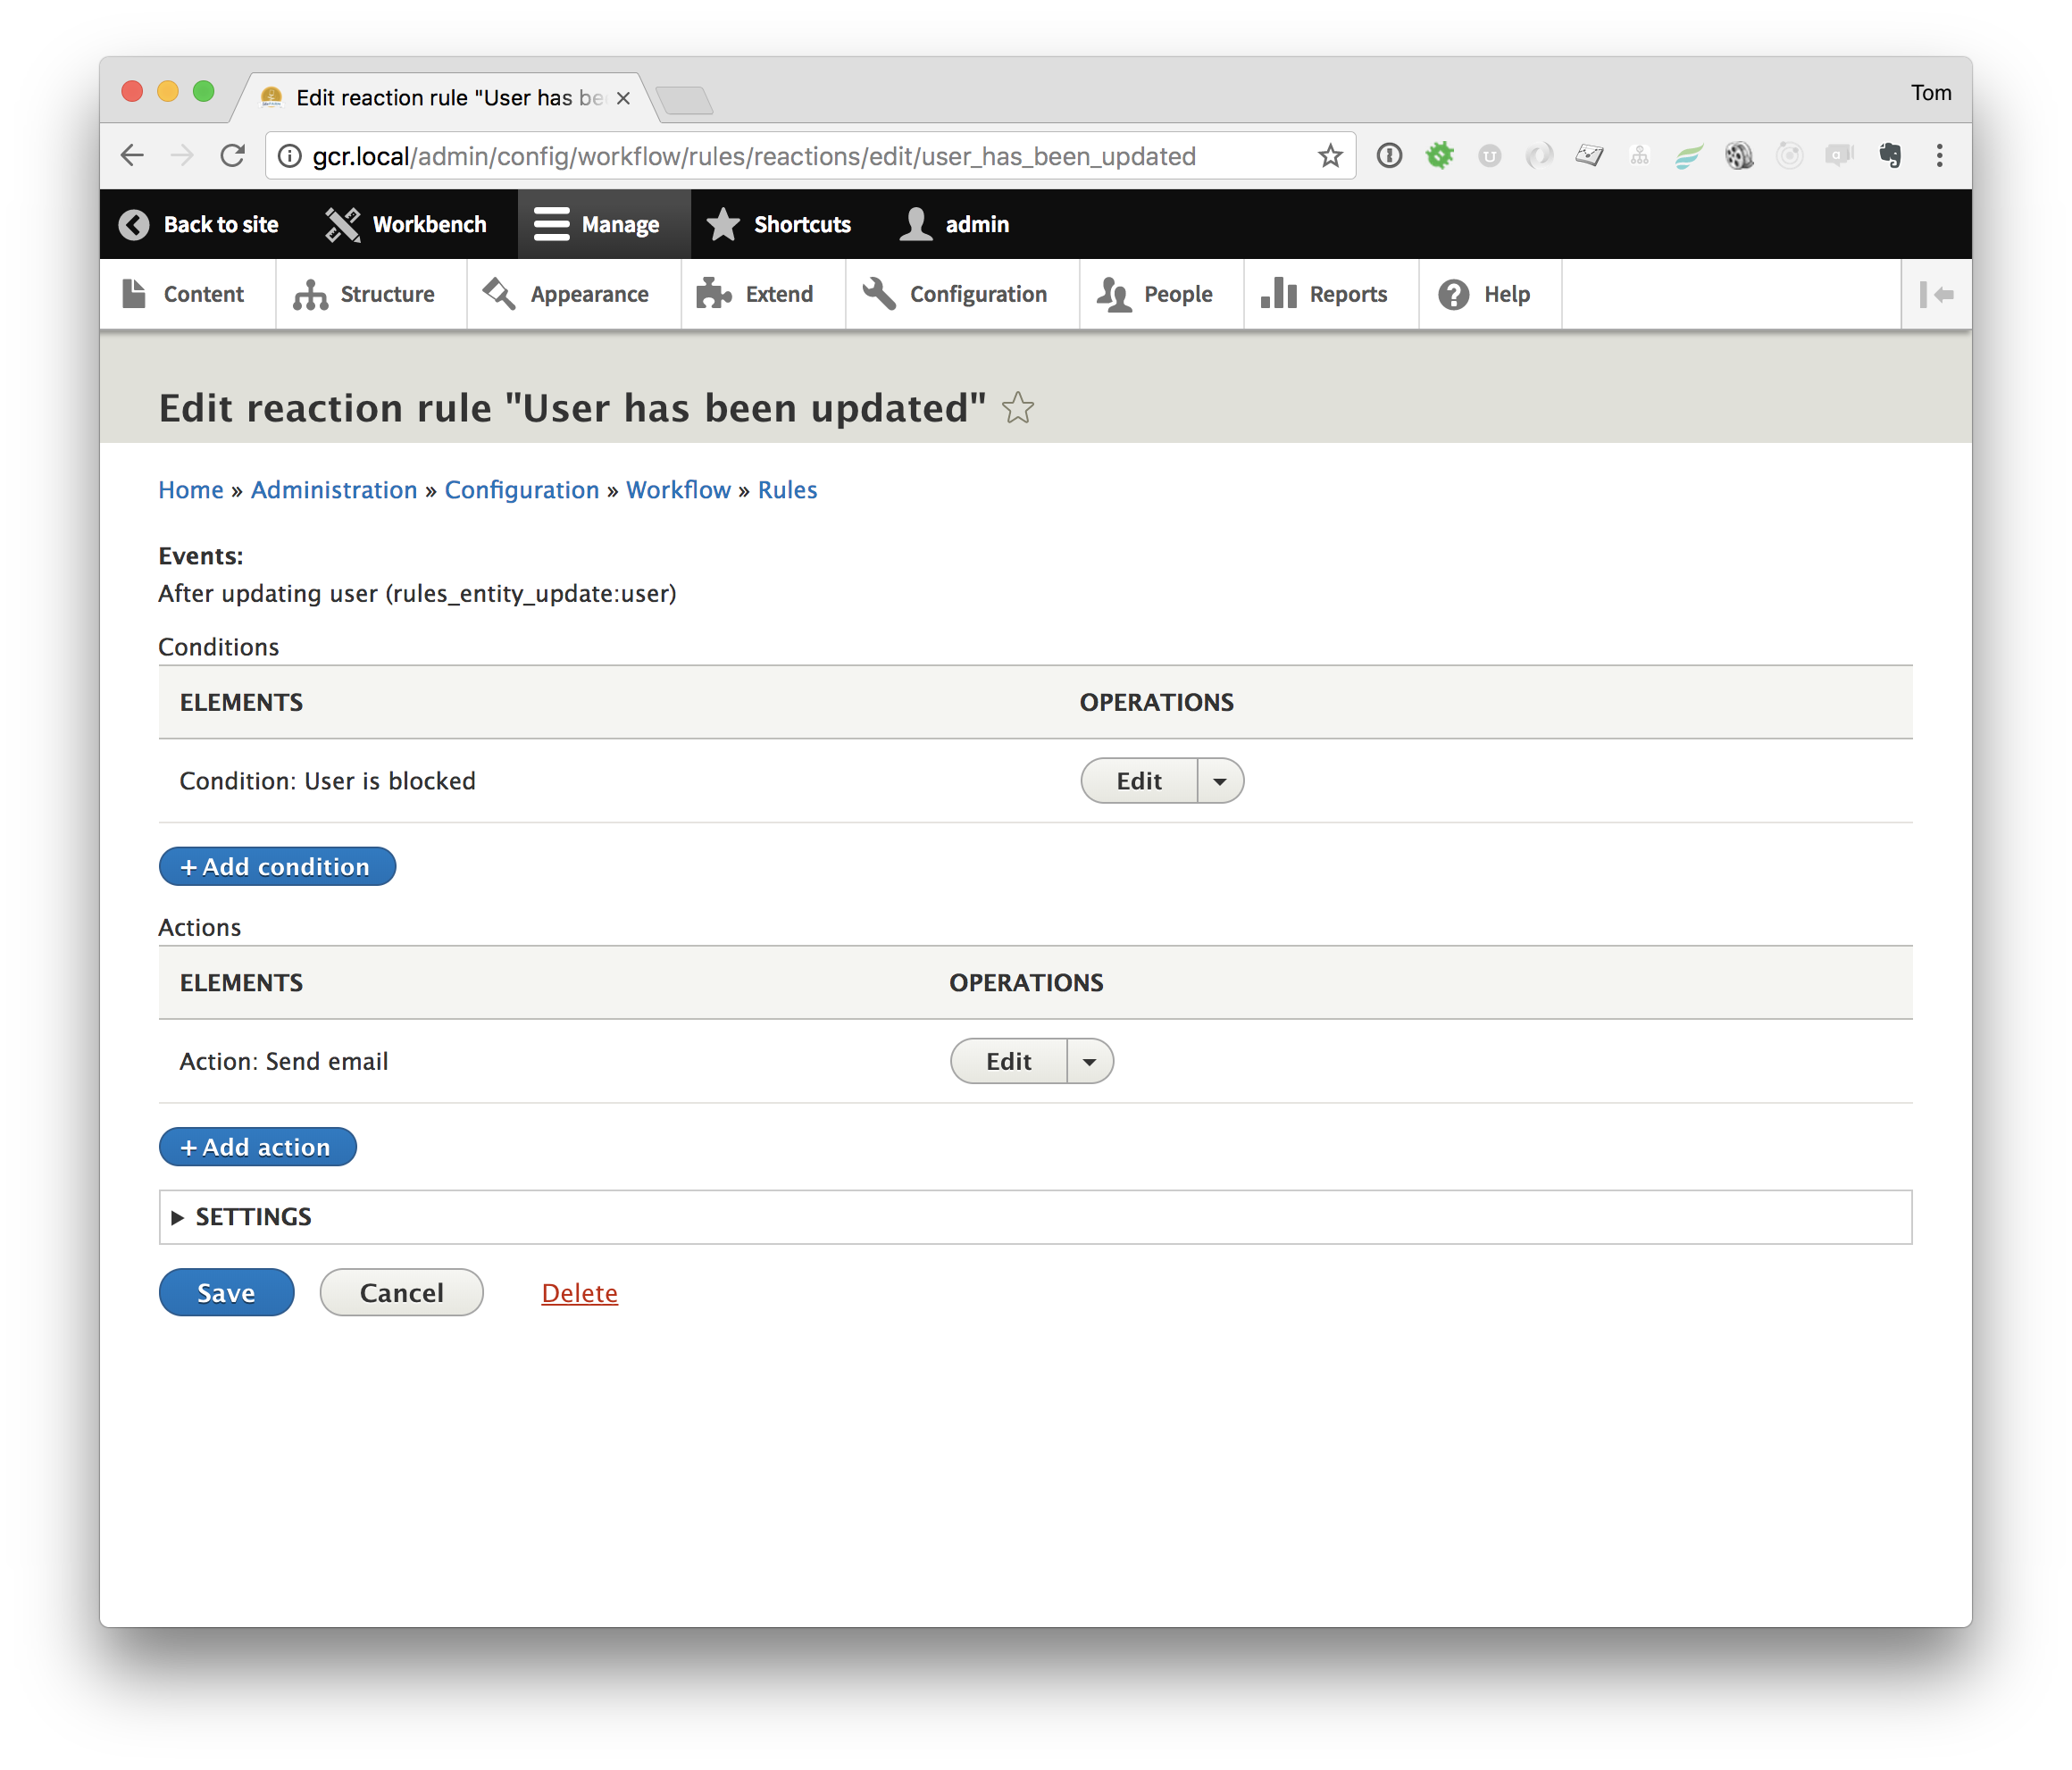 Edit reaction rule "User has be
Tom
gcr.local/admin/config/workflow/rules/reactions/edit/user_has_been_updated
Back to site Workbench Manage Shortcuts admin
Content Structure Appearance Extend Configuration People Reports Help
Edit reaction rule "User has been updated"
Home » Administration » Configuration » Workflow » Rules
Events:
After updating user (rules_entity_update:user)
Conditions
ELEMENTS OPERATIONS
Condition: User is blocked Edit
+ Add condition
Actions
ELEMENTS OPERATIONS
Action: Send email Edit
+ Add action
SETTINGS
Save Cancel Delete